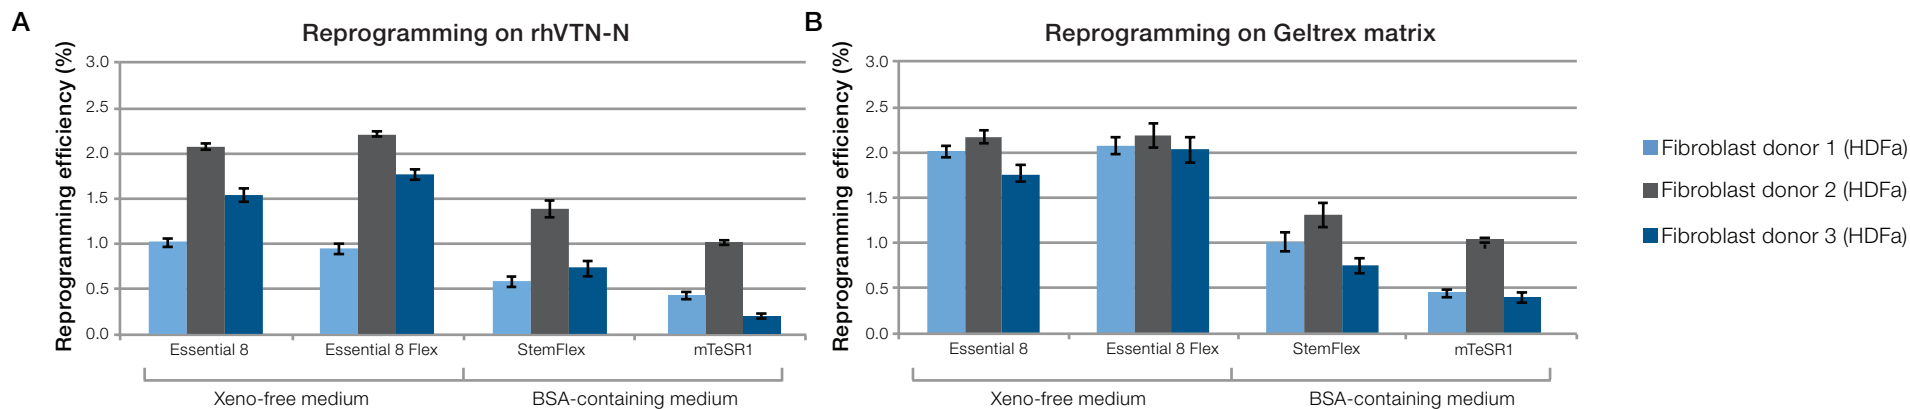 A
Reprogramming on rhVTN-N
Reprogramming efficiency (%)
3.0
2.5
2.0
1.5
1.0
0.5
0.0
Essential 8
Essential 8 Flex
StemFlex
mTeSR1
Xeno-free medium
BSA-containing medium
B
Reprogramming on Geltrex matrix
Reprogramming efficiency (%)
3.0
2.5
2.0
1.5
1.0
0.5
0.0
Essential 8
Essential 8 Flex
StemFlex
mTeSR1
Xeno-free medium
BSA-containing medium
Fibroblast donor 1 (HDFa)
Fibroblast donor 2 (HDFa)
Fibroblast donor 3 (HDFa)